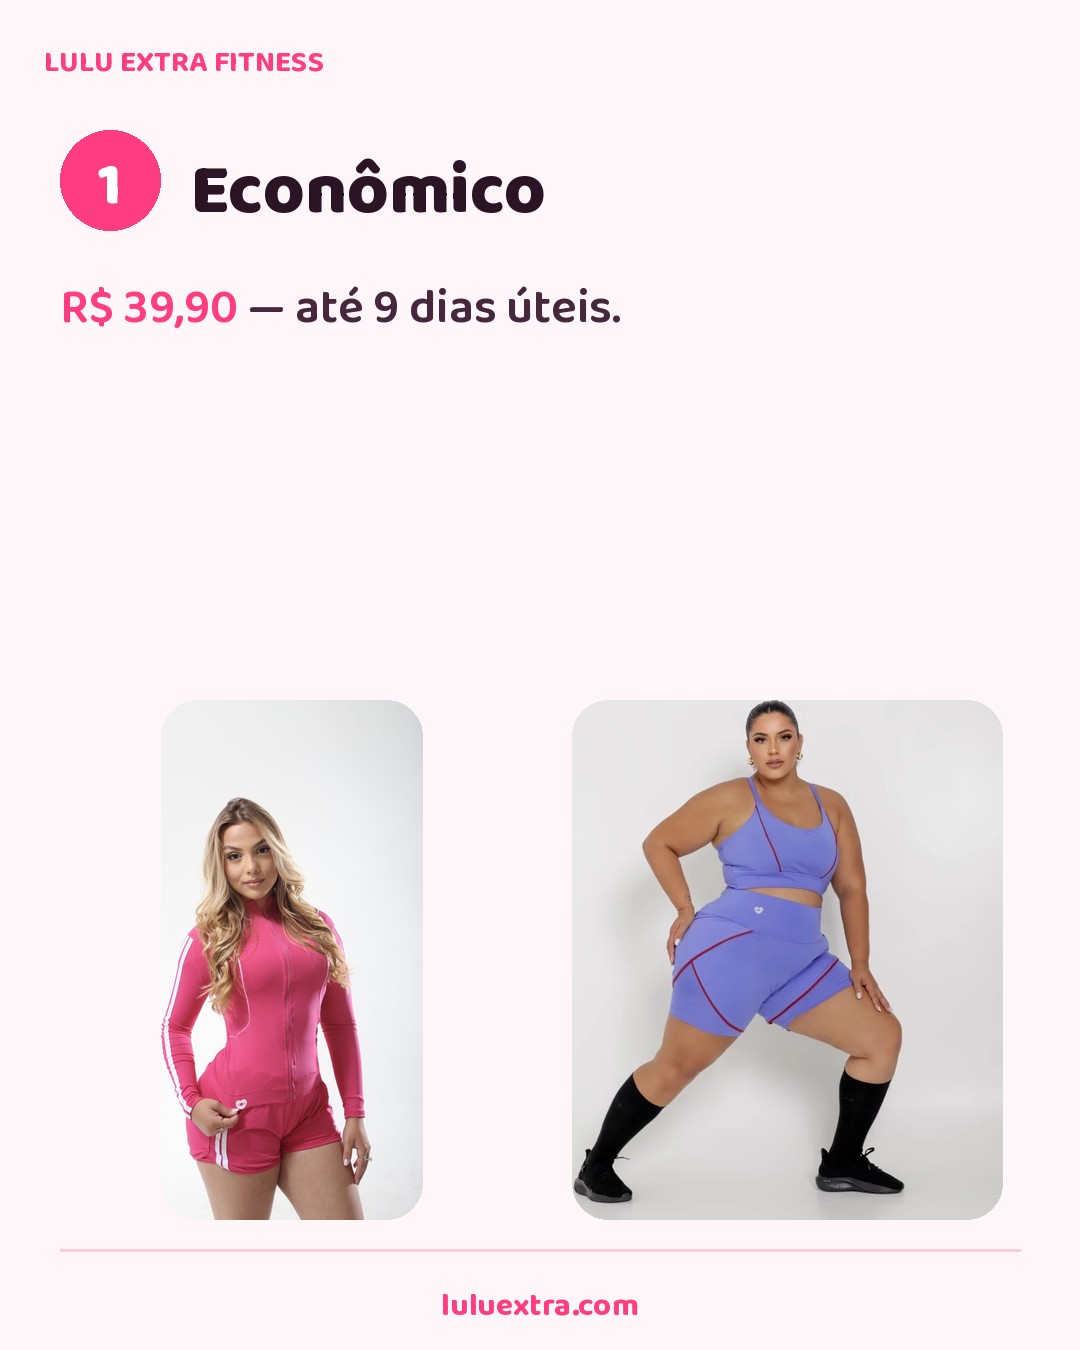 LULU EXTRA FITNESS
1 Econômico
R$ 39,90 — até 9 dias úteis.
luluextra.com